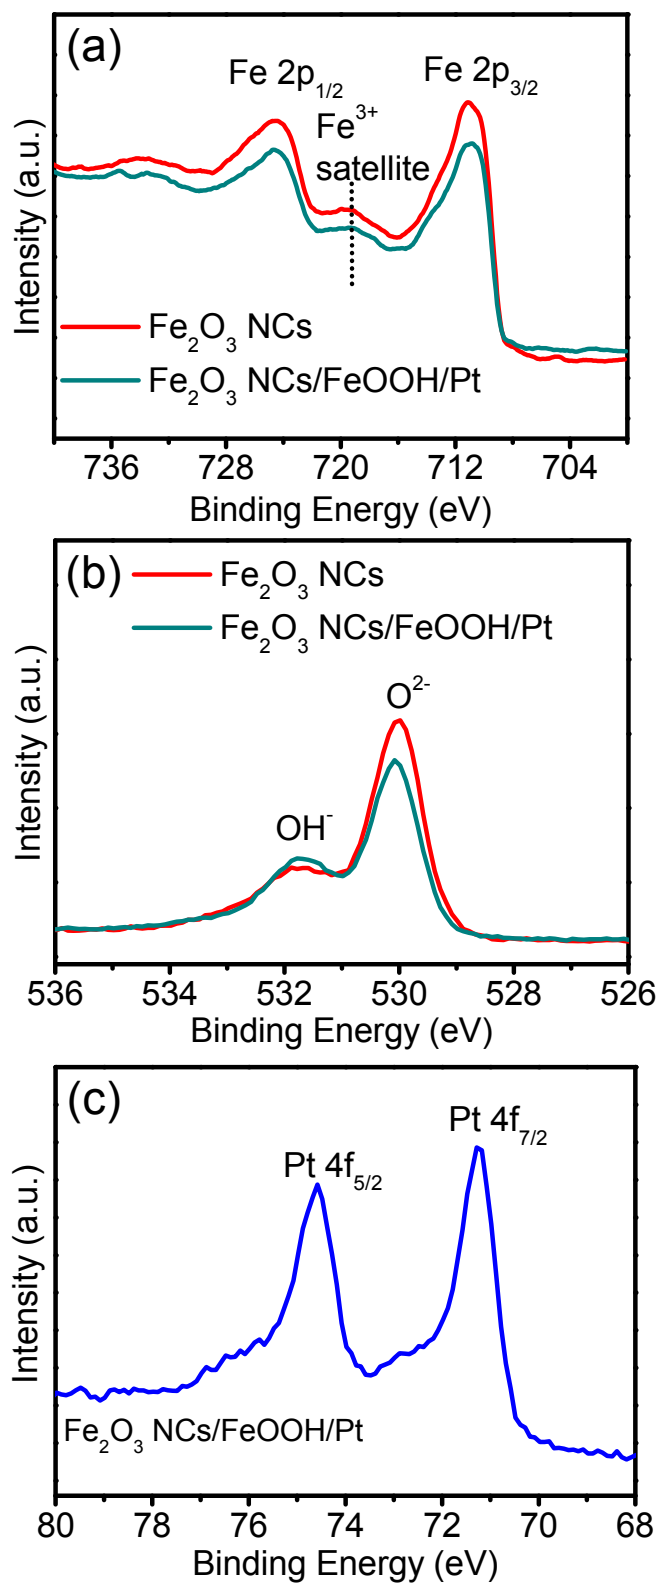 (a)
Fe 2p₁/₂
Fe 2p₃/₂
Fe³⁺
satellite
Intensity (a.u.)
Fe₂O₃ NCs
Fe₂O₃ NCs/FeOOH/Pt
736 728 720 712 704
Binding Energy (eV)
(b)
Fe₂O₃ NCs
Fe₂O₃ NCs/FeOOH/Pt
O²⁻
OH⁻
Intensity (a.u.)
536 534 532 530 528 526
Binding Energy (eV)
(c)
Pt 4f₇/₂
Pt 4f₅/₂
Intensity (a.u.)
Fe₂O₃ NCs/FeOOH/Pt
80 78 76 74 72 70 68
Binding Energy (eV)